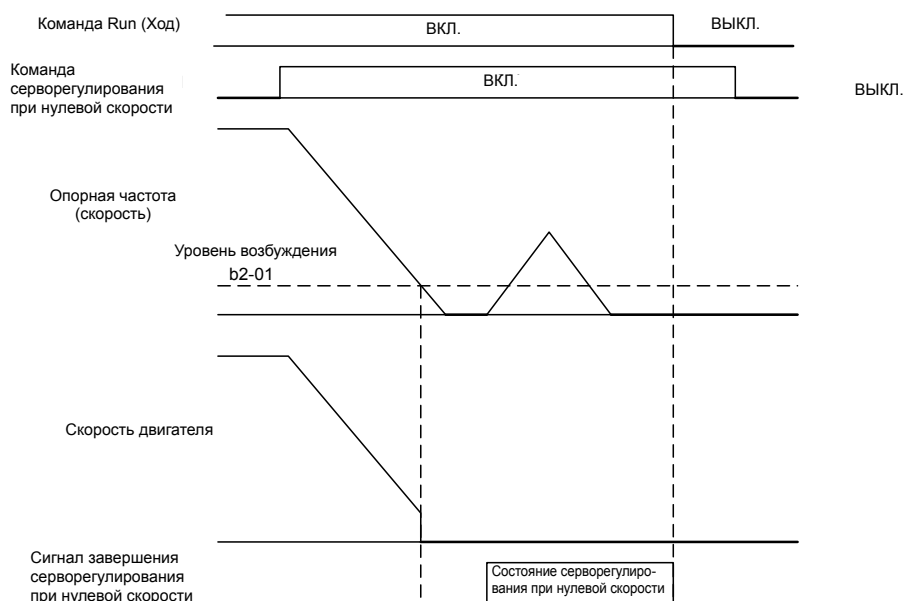 Команда Run (Ход)
ВКЛ.
ВЫКЛ.
Команда
серворегулирования
при нулевой скорости
ВКЛ.
ВЫКЛ.
Опорная частота
(скорость)
Уровень возбуждения
b2-01
Скорость двигателя
Сигнал завершения
серворегулирования
при нулевой скорости
Состояние серворегулиро-
вания при нулевой скорости